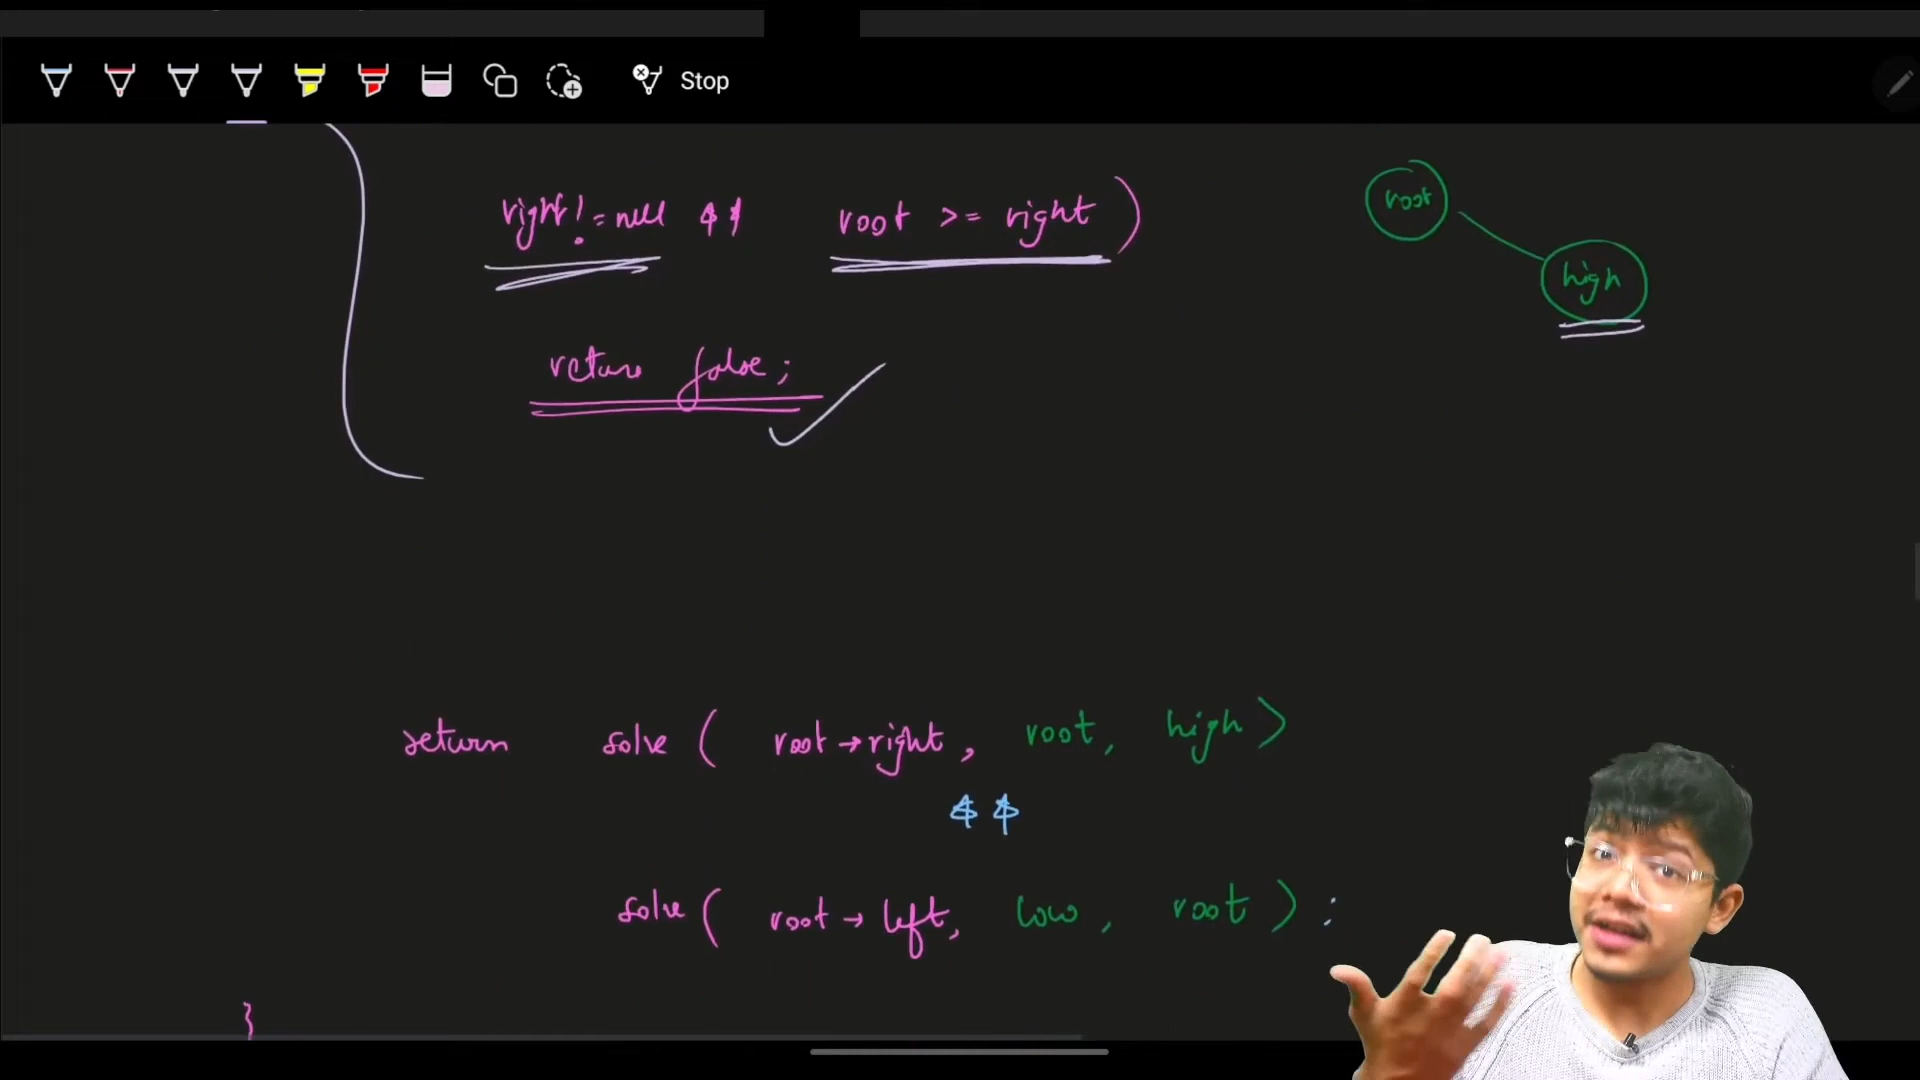 Stop
right != null && root >= right )
root
high
return false;
return solve ( root → right , root , high )
&&
solve ( root → left , low , root ) ;
}